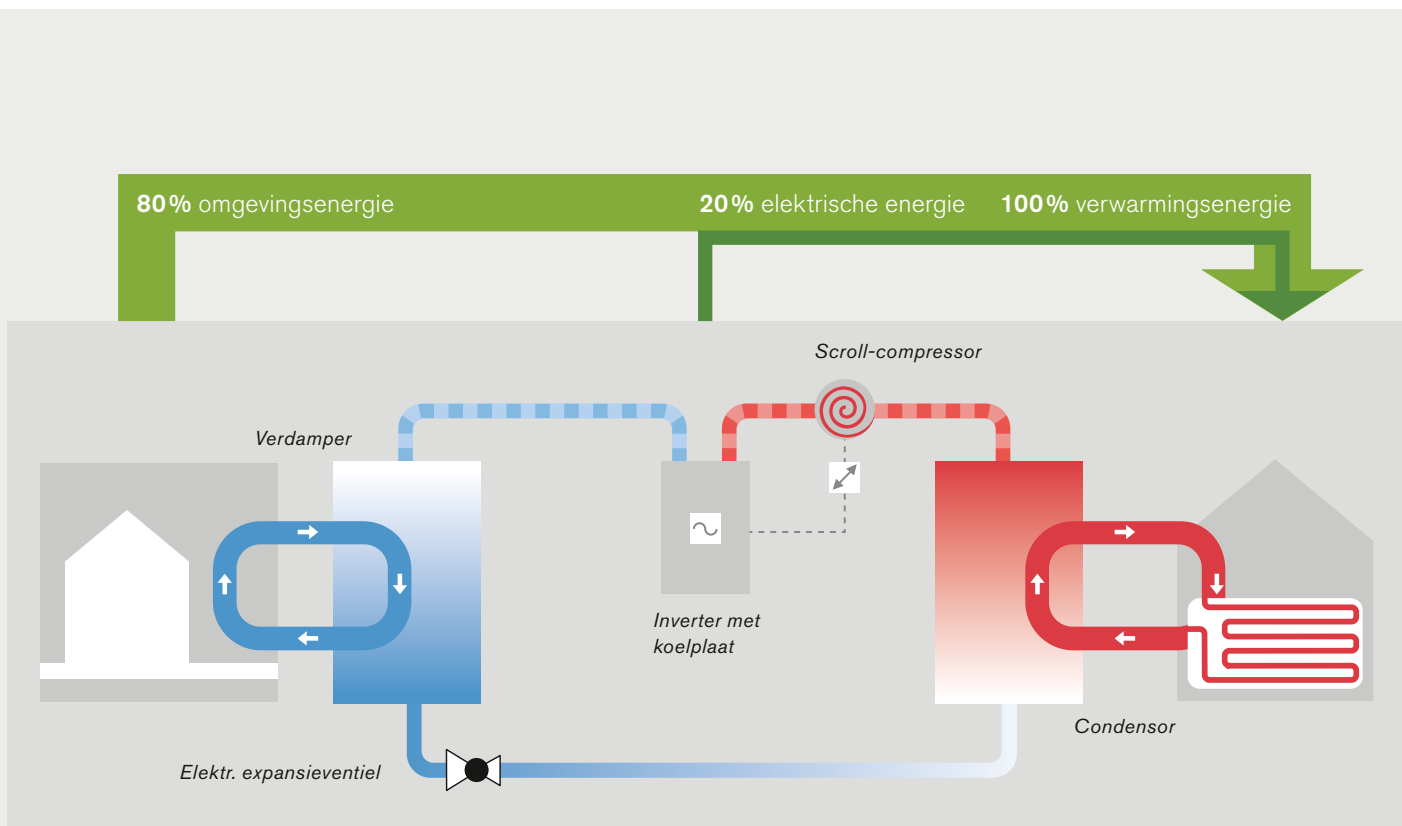 80% omgevingsenergie
20% elektrische energie
100% verwarmingsenergie
Scroll-compressor
Verdamper
Inverter met
koelplaat
Condensor
Elektr. expansieventiel